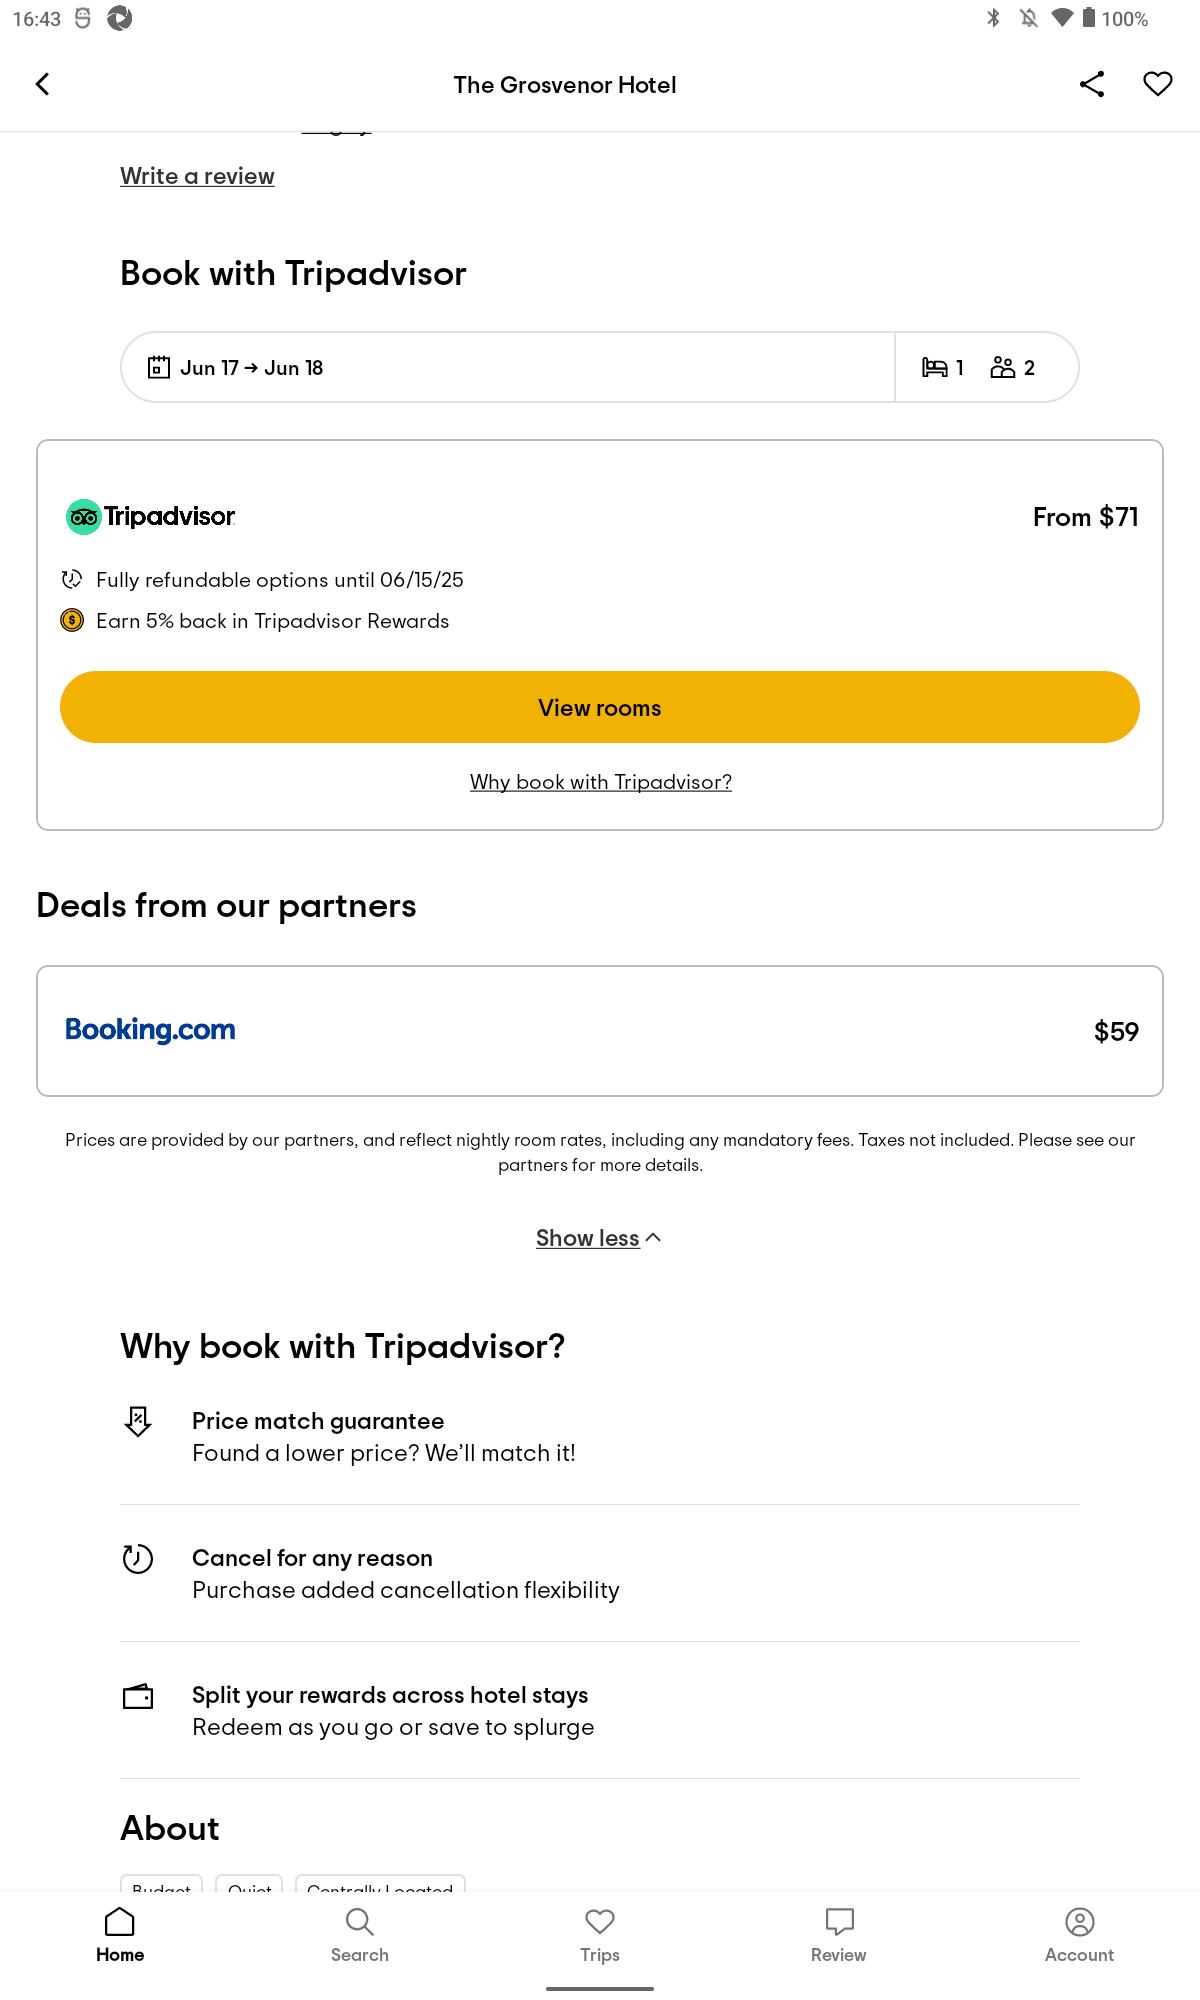 16:43
100%
The Grosvenor Hotel
Write a review
Book with Tripadvisor
Jun 17 → Jun 18
1
2
Tripadvisor
From $71
Fully refundable options until 06/15/25
Earn 5% back in Tripadvisor Rewards
View rooms
Why book with Tripadvisor?
Deals from our partners
Booking.com
$59
Prices are provided by our partners, and reflect nightly room rates, including any mandatory fees. Taxes not included. Please see our
partners for more details.
Show less
Why book with Tripadvisor?
Price match guarantee
Found a lower price? We’ll match it!
Cancel for any reason
Purchase added cancellation flexibility
Split your rewards across hotel stays
Redeem as you go or save to splurge
About
Budget
Quiet
Centrally Located
Home
Search
Trips
Review
Account